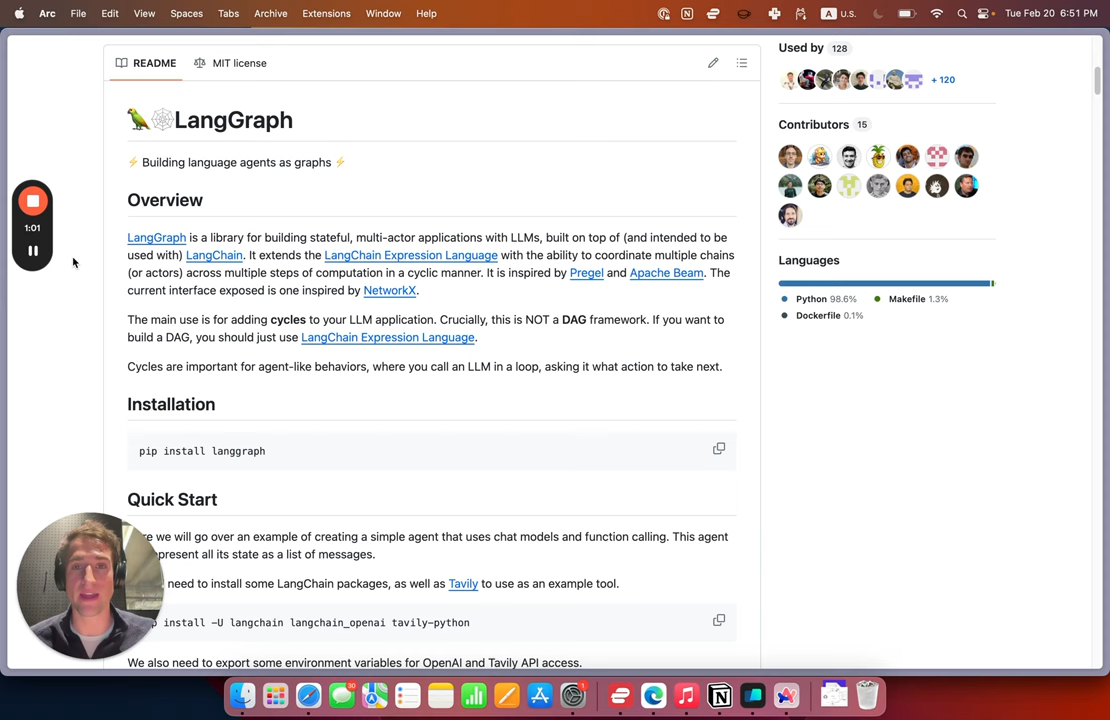 Arc File Edit View Spaces Tabs Archive Extensions Window Help
A U.S.
Tue Feb 20 6:51 PM
README
MIT license
LangGraph
⚡ Building language agents as graphs ⚡
Overview
LangGraph is a library for building stateful, multi-actor applications with LLMs, built on top of (and intended to be
used with) LangChain. It extends the LangChain Expression Language with the ability to coordinate multiple chains
(or actors) across multiple steps of computation in a cyclic manner. It is inspired by Pregel and Apache Beam. The
current interface exposed is one inspired by NetworkX.
The main use is for adding cycles to your LLM application. Crucially, this is NOT a DAG framework. If you want to
build a DAG, you should just use LangChain Expression Language.
Cycles are important for agent-like behaviors, where you call an LLM in a loop, asking it what action to take next.
Installation
pip install langgraph
Quick Start
we will go over an example of creating a simple agent that uses chat models and function calling. This agent
present all its state as a list of messages.
need to install some LangChain packages, as well as Tavily to use as an example tool.
install -U langchain langchain_openai tavily-python
We also need to export some environment variables for OpenAI and Tavily API access.
Used by 128
+ 120
Contributors 15
Languages
Python 98.6% Makefile 1.3%
Dockerfile 0.1%
1:01